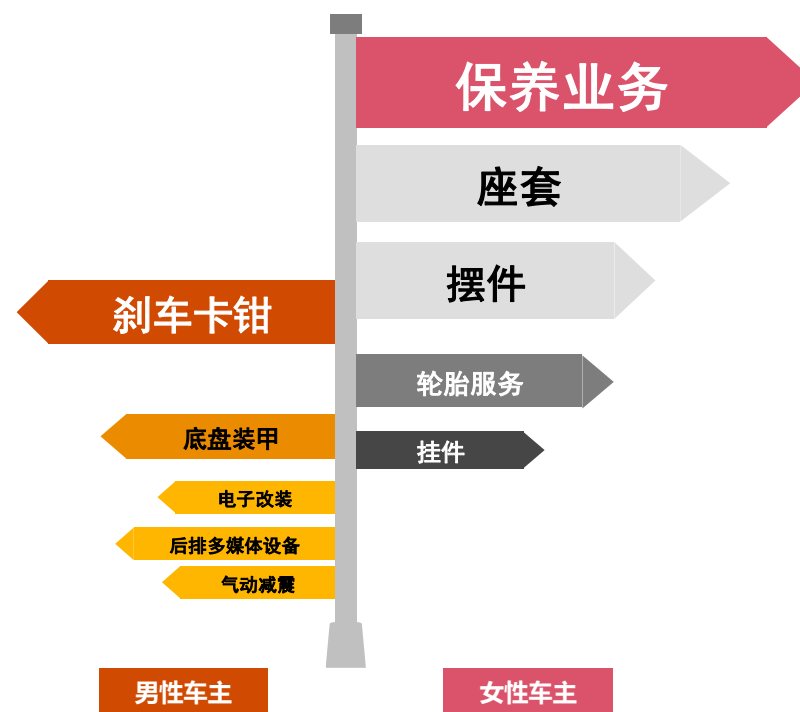 保养业务
座套
摆件
刹车卡钳
轮胎服务
底盘装甲
挂件
电子改装
后排多媒体设备
气动减震
男性车主
女性车主